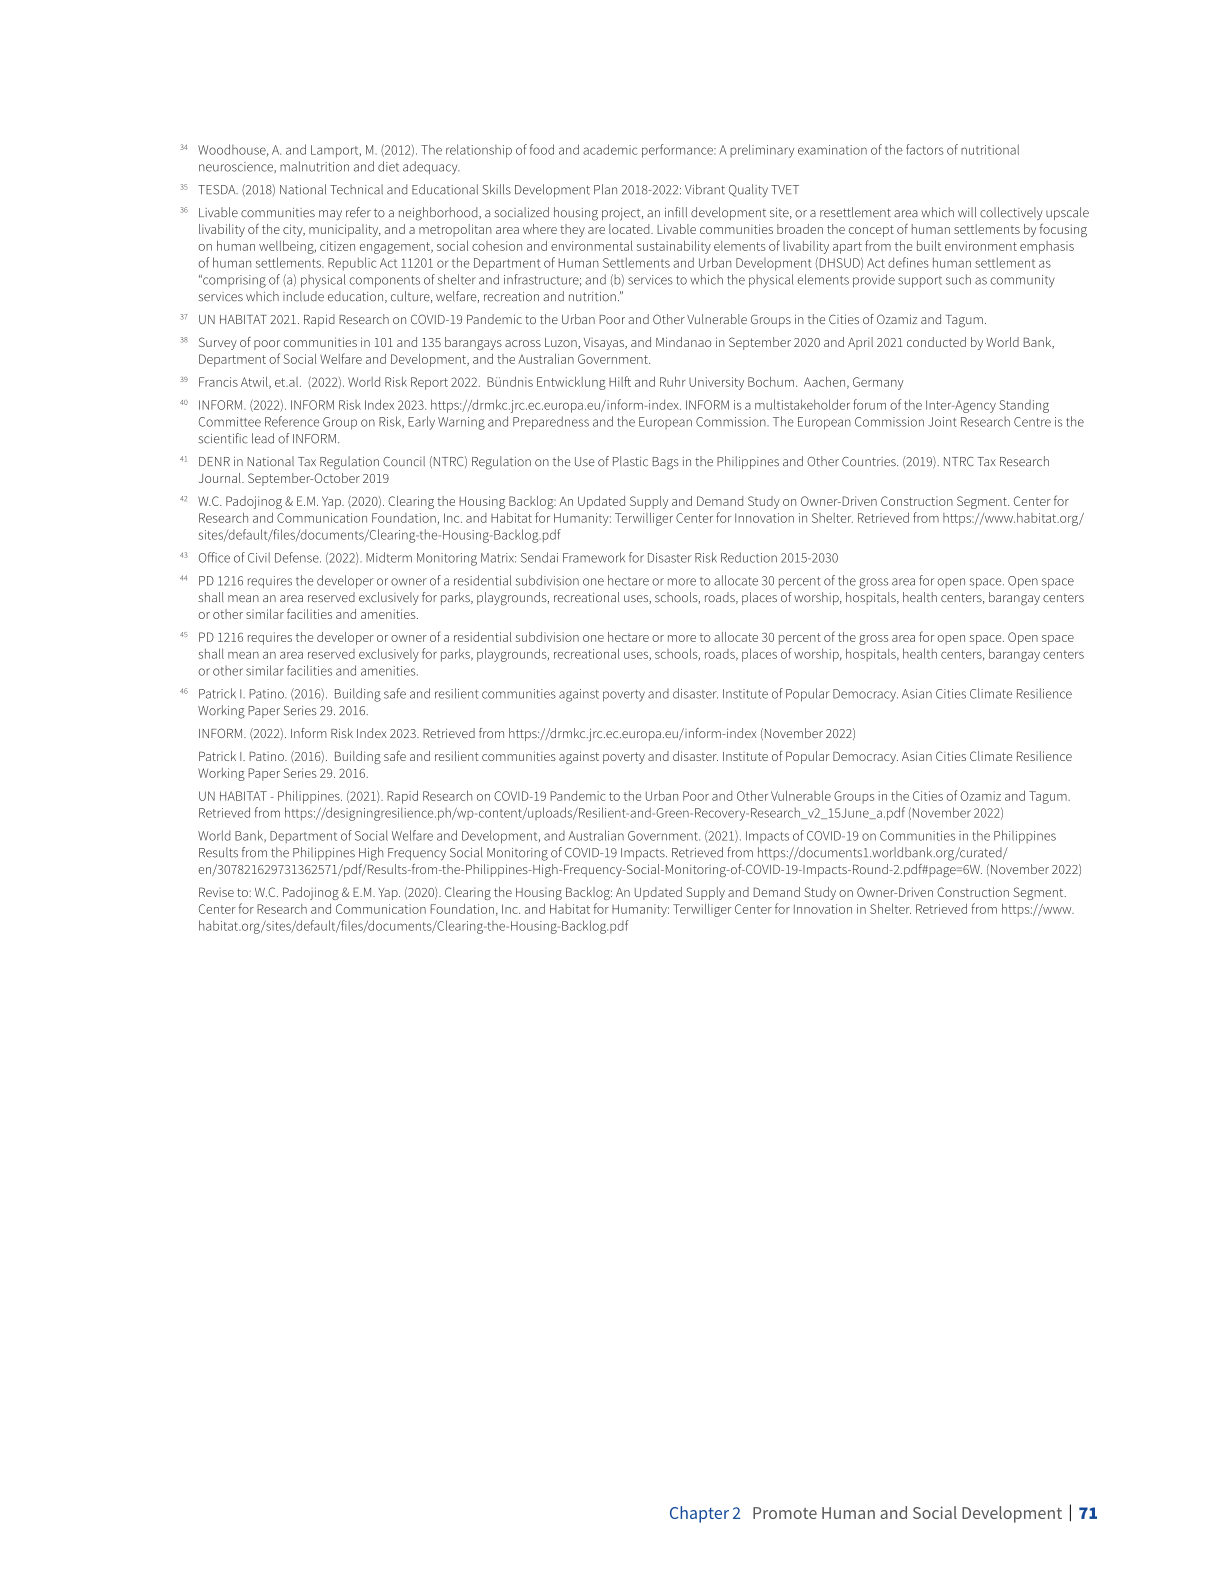 34 Woodhouse, A. and Lamport, M. (2012). The relationship of food and academic performance: A preliminary examination of the factors of nutritional
neuroscience, malnutrition and diet adequacy.
35 TESDA. (2018) National Technical and Educational Skills Development Plan 2018-2022: Vibrant Quality TVET
36 Livable communities may refer to a neighborhood, a socialized housing project, an infill development site, or a resettlement area which will collectively upscale
livability of the city, municipality, and a metropolitan area where they are located. Livable communities broaden the concept of human settlements by focusing
on human wellbeing, citizen engagement, social cohesion and environmental sustainability elements of livability apart from the built environment emphasis
of human settlements. Republic Act 11201 or the Department of Human Settlements and Urban Development (DHSUD) Act defines human settlement as
“comprising of (a) physical components of shelter and infrastructure; and (b) services to which the physical elements provide support such as community
services which include education, culture, welfare, recreation and nutrition.”
37 UN HABITAT 2021. Rapid Research on COVID-19 Pandemic to the Urban Poor and Other Vulnerable Groups in the Cities of Ozamiz and Tagum.
38 Survey of poor communities in 101 and 135 barangays across Luzon, Visayas, and Mindanao in September 2020 and April 2021 conducted by World Bank,
Department of Social Welfare and Development, and the Australian Government.
39 Francis Atwil, et.al. (2022). World Risk Report 2022. Bündnis Entwicklung Hilft and Ruhr University Bochum. Aachen, Germany
40 INFORM. (2022). INFORM Risk Index 2023. https://drmkc.jrc.ec.europa.eu/inform-index. INFORM is a multistakeholder forum of the Inter-Agency Standing
Committee Reference Group on Risk, Early Warning and Preparedness and the European Commission. The European Commission Joint Research Centre is the
scientific lead of INFORM.
41 DENR in National Tax Regulation Council (NTRC) Regulation on the Use of Plastic Bags in the Philippines and Other Countries. (2019). NTRC Tax Research
Journal. September-October 2019
42 W.C. Padojinog & E.M. Yap. (2020). Clearing the Housing Backlog: An Updated Supply and Demand Study on Owner-Driven Construction Segment. Center for
Research and Communication Foundation, Inc. and Habitat for Humanity: Terwilliger Center for Innovation in Shelter. Retrieved from https://www.habitat.org/
sites/default/files/documents/Clearing-the-Housing-Backlog.pdf
43 Office of Civil Defense. (2022). Midterm Monitoring Matrix: Sendai Framework for Disaster Risk Reduction 2015-2030
44 PD 1216 requires the developer or owner of a residential subdivision one hectare or more to allocate 30 percent of the gross area for open space. Open space
shall mean an area reserved exclusively for parks, playgrounds, recreational uses, schools, roads, places of worship, hospitals, health centers, barangay centers
or other similar facilities and amenities.
45 PD 1216 requires the developer or owner of a residential subdivision one hectare or more to allocate 30 percent of the gross area for open space. Open space
shall mean an area reserved exclusively for parks, playgrounds, recreational uses, schools, roads, places of worship, hospitals, health centers, barangay centers
or other similar facilities and amenities.
46 Patrick I. Patino. (2016). Building safe and resilient communities against poverty and disaster. Institute of Popular Democracy. Asian Cities Climate Resilience
Working Paper Series 29. 2016.
INFORM. (2022). Inform Risk Index 2023. Retrieved from https://drmkc.jrc.ec.europa.eu/inform-index (November 2022)
Patrick I. Patino. (2016). Building safe and resilient communities against poverty and disaster. Institute of Popular Democracy. Asian Cities Climate Resilience
Working Paper Series 29. 2016.
UN HABITAT - Philippines. (2021). Rapid Research on COVID-19 Pandemic to the Urban Poor and Other Vulnerable Groups in the Cities of Ozamiz and Tagum.
Retrieved from https://designingresilience.ph/wp-content/uploads/Resilient-and-Green-Recovery-Research_v2_15June_a.pdf (November 2022)
World Bank, Department of Social Welfare and Development, and Australian Government. (2021). Impacts of COVID-19 on Communities in the Philippines
Results from the Philippines High Frequency Social Monitoring of COVID-19 Impacts. Retrieved from https://documents1.worldbank.org/curated/
en/307821629731362571/pdf/Results-from-the-Philippines-High-Frequency-Social-Monitoring-of-COVID-19-Impacts-Round-2.pdf#page=6W. (November 2022)
Revise to: W.C. Padojinog & E.M. Yap. (2020). Clearing the Housing Backlog: An Updated Supply and Demand Study on Owner-Driven Construction Segment.
Center for Research and Communication Foundation, Inc. and Habitat for Humanity: Terwilliger Center for Innovation in Shelter. Retrieved from https://www.
habitat.org/sites/default/files/documents/Clearing-the-Housing-Backlog.pdf
Chapter 2 Promote Human and Social Development | 71